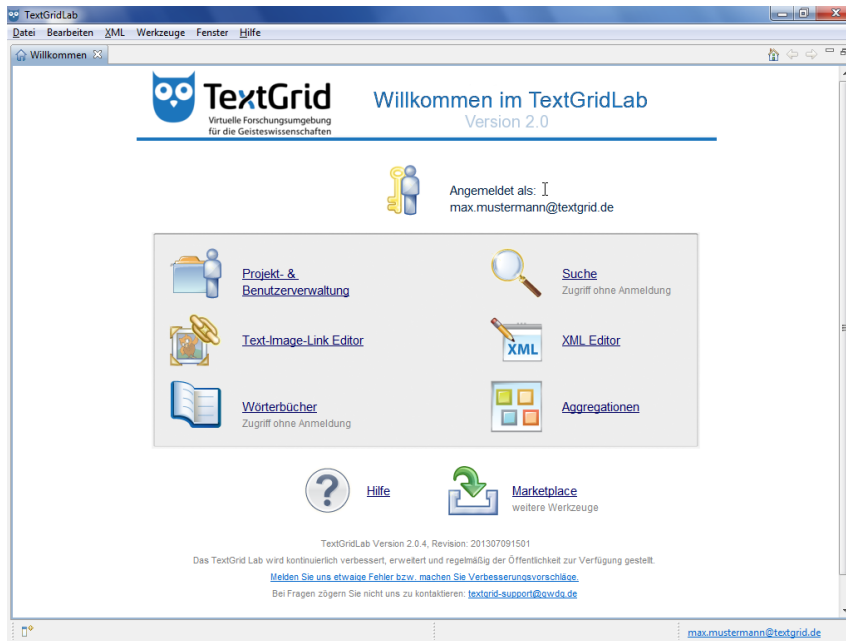 TextGridLab
Datei Bearbeiten XML Werkzeuge Fenster Hilfe
Willkommen
TextGrid
Virtuelle Forschungsumgebung
für die Geisteswissenschaften
Willkommen im TextGridLab
Version 2.0
Angemeldet als:
max.mustermann@textgrid.de
Projekt- &
Benutzerverwaltung
Suche
Zugriff ohne Anmeldung
Text-Image-Link Editor
XML
XML Editor
Wörterbücher
Zugriff ohne Anmeldung
Aggregationen
Hilfe
Marketplace
weitere Werkzeuge
TextGridLab Version 2.0.4, Revision: 201307091501
Das TextGrid Lab wird kontinuierlich verbessert, erweitert und regelmäßig der Öffentlichkeit zur Verfügung gestellt.
Melden Sie uns etwaige Fehler bzw. machen Sie Verbesserungsvorschläge.
Bei Fragen zögern Sie nicht uns zu kontaktieren: textgrid-support@gwdg.de
max.mustermann@textgrid.de